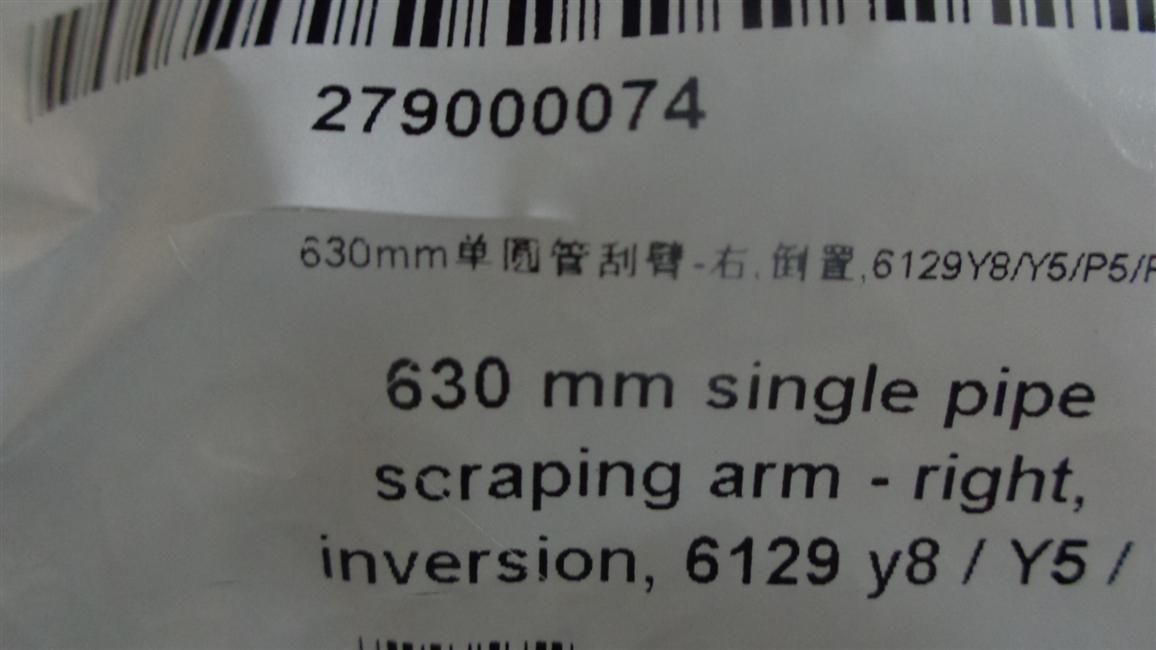 279000074
630mm单圆管刮臂-右,倒置,6129Y8/Y5/P5/
630 mm single pipe
scraping arm - right,
inversion, 6129 y8 / Y5 /